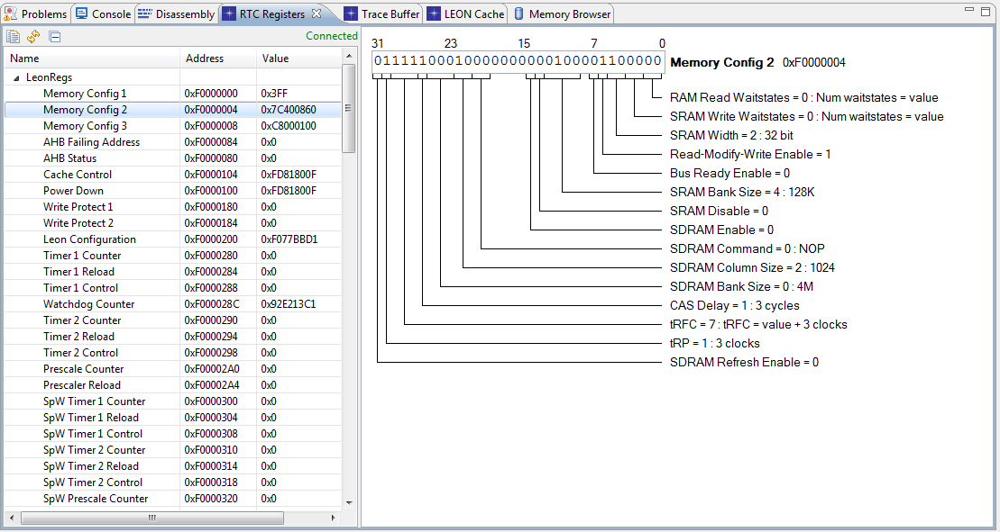 Problems Console Disassembly RTC Registers Trace Buffer LEON Cache Memory Browser
Connected
Name Address Value
LeonRegs
Memory Config 1 0xF0000000 0x3FF
Memory Config 2 0xF0000004 0x7C400860
Memory Config 3 0xF0000008 0xC8000100
AHB Failing Address 0xF0000084 0x0
AHB Status 0xF0000080 0x0
Cache Control 0xF0000104 0xFD81800F
Power Down 0xF0000100 0xFD81800F
Write Protect 1 0xF0000180 0x0
Write Protect 2 0xF0000184 0x0
Leon Configuration 0xF0000200 0xF077BBD1
Timer 1 Counter 0xF0000280 0x0
Timer 1 Reload 0xF0000284 0x0
Timer 1 Control 0xF0000288 0x0
Watchdog Counter 0xF000028C 0x92E213C1
Timer 2 Counter 0xF0000290 0x0
Timer 2 Reload 0xF0000294 0x0
Timer 2 Control 0xF0000298 0x0
Prescale Counter 0xF00002A0 0x0
Prescaler Reload 0xF00002A4 0x0
SpW Timer 1 Counter 0xF0000300 0x0
SpW Timer 1 Reload 0xF0000304 0x0
SpW Timer 1 Control 0xF0000308 0x0
SpW Timer 2 Counter 0xF0000310 0x0
SpW Timer 2 Reload 0xF0000314 0x0
SpW Timer 2 Control 0xF0000318 0x0
SpW Prescale Counter 0xF0000320 0x0
31 23 15 7 0
01111100010000000000100001100000 Memory Config 2 0xF0000004
RAM Read Waitstates = 0 : Num waitstates = value
SRAM Write Waitstates = 0 : Num waitstates = value
SRAM Width = 2 : 32 bit
Read-Modify-Write Enable = 1
Bus Ready Enable = 0
SRAM Bank Size = 4 : 128K
SRAM Disable = 0
SDRAM Enable = 0
SDRAM Command = 0 : NOP
SDRAM Column Size = 2 : 1024
SDRAM Bank Size = 0 : 4M
CAS Delay = 1 : 3 cycles
tRFC = 7 : tRFC = value + 3 clocks
tRP = 1 : 3 clocks
SDRAM Refresh Enable = 0